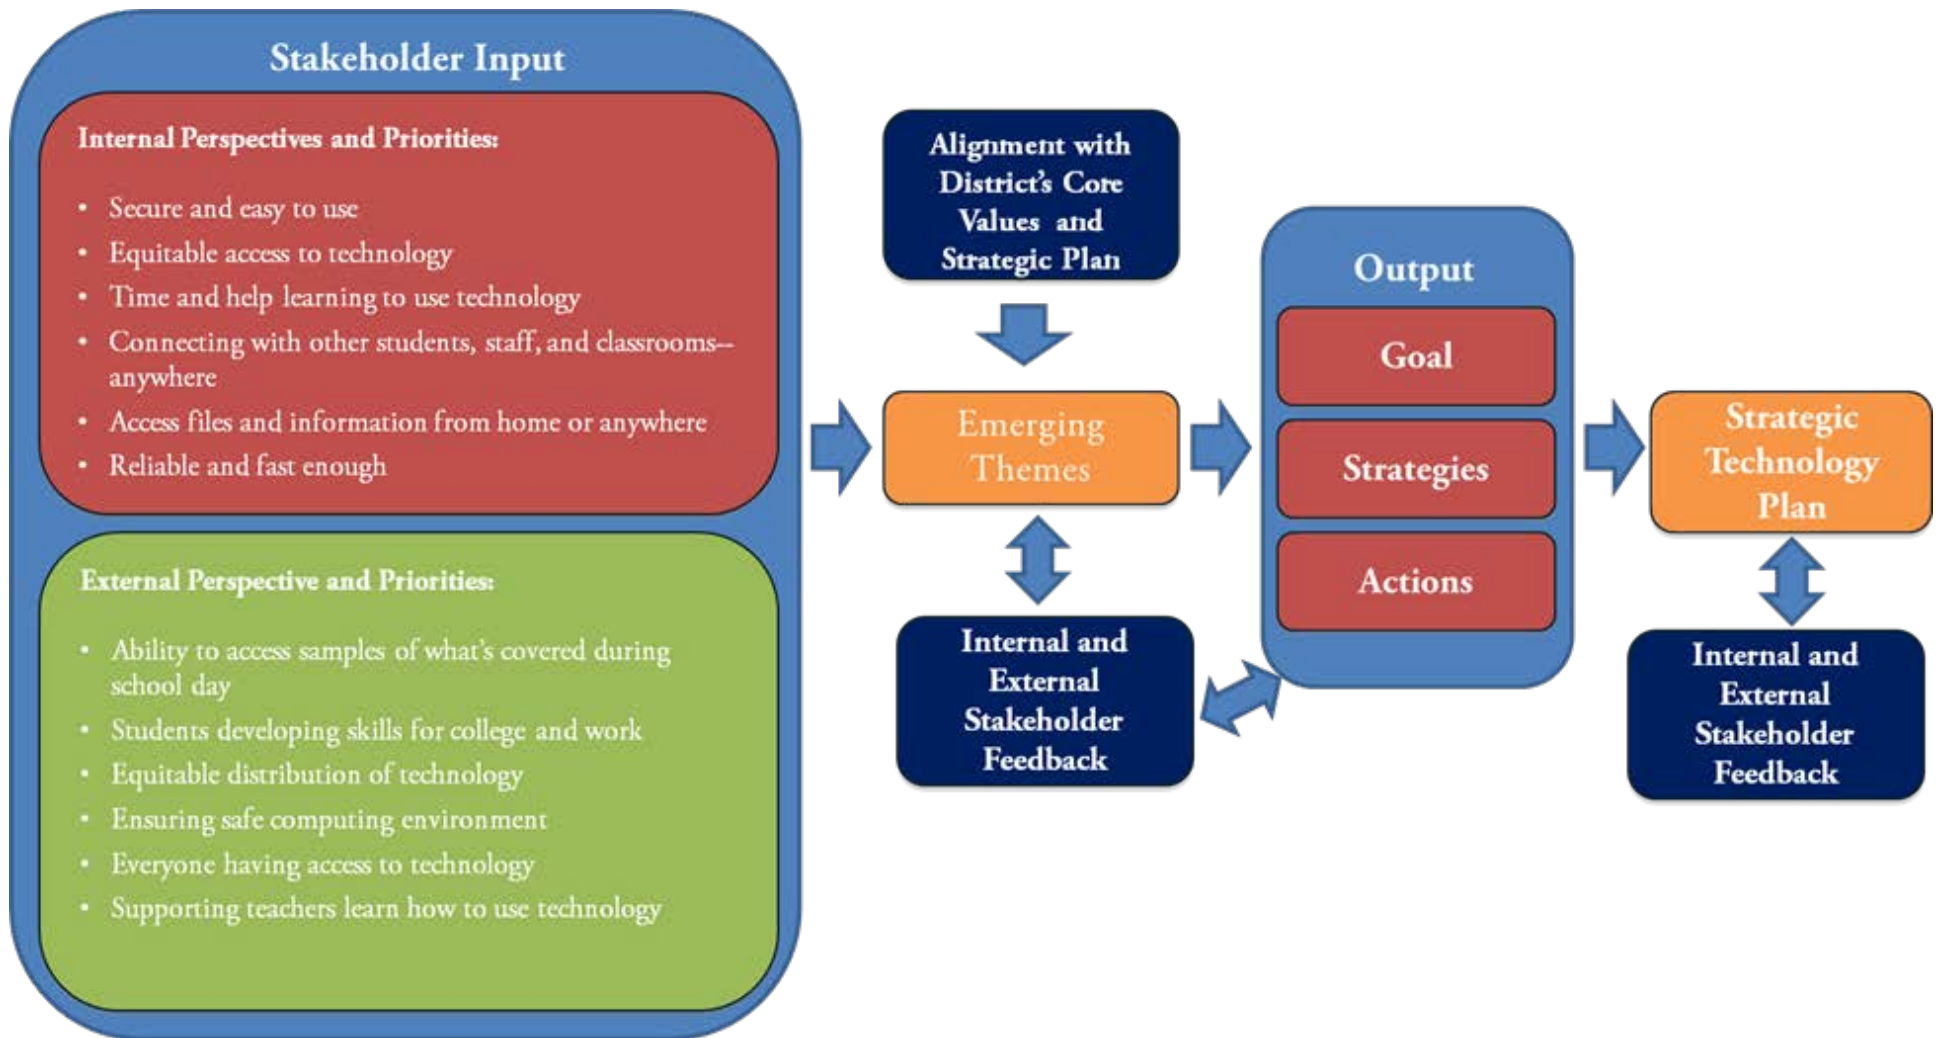 Stakeholder Input
Internal Perspectives and Priorities:
• Secure and easy to use
• Equitable access to technology
• Time and help learning to use technology
• Connecting with other students, staff, and classrooms--
anywhere
• Access files and information from home or anywhere
• Reliable and fast enough
External Perspective and Priorities:
• Ability to access samples of what's covered during
school day
• Students developing skills for college and work
• Equitable distribution of technology
• Ensuring safe computing environment
• Everyone having access to technology
• Supporting teachers learn how to use technology
Alignment with
District's Core
Values and
Strategic Plan
Emerging
Themes
Internal and
External
Stakeholder
Feedback
Output
Goal
Strategies
Actions
Strategic
Technology
Plan
Internal and
External
Stakeholder
Feedback